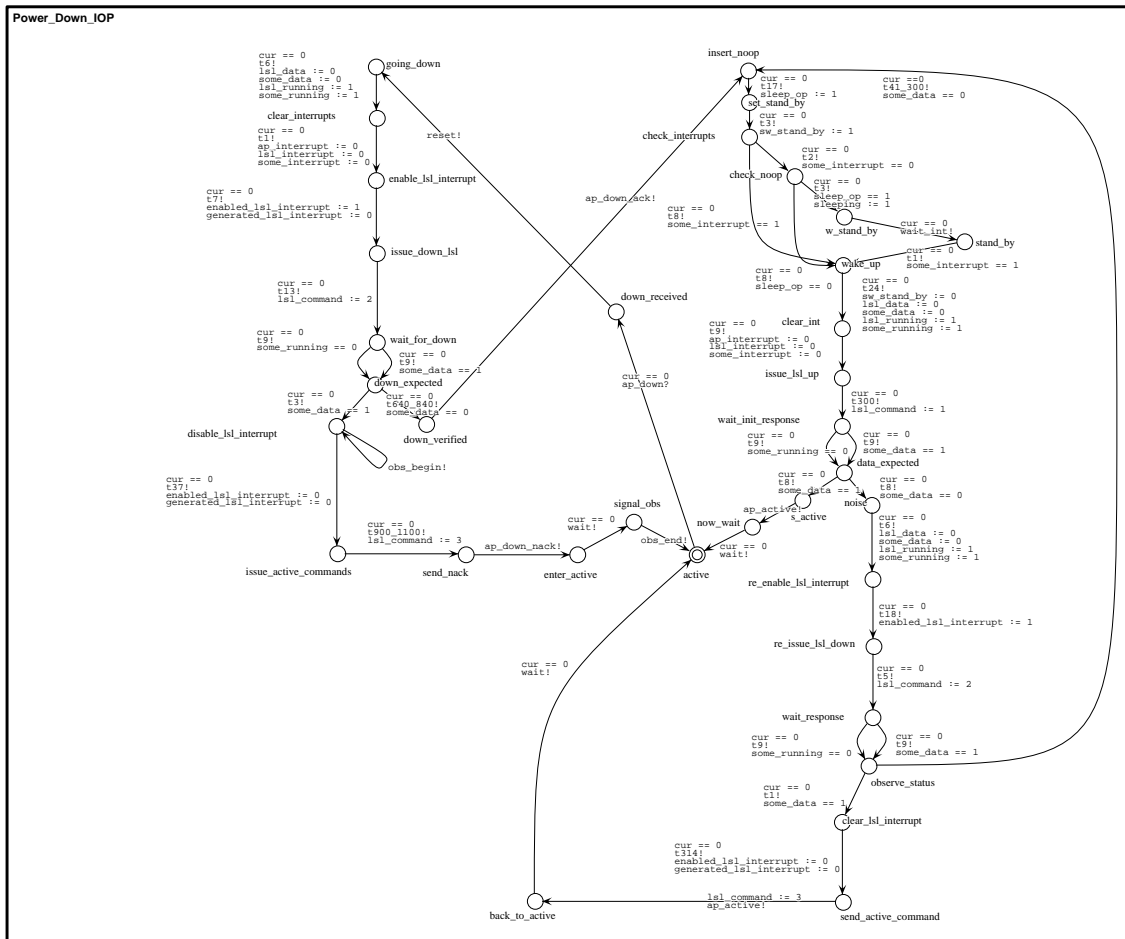 Power_Down_IOP
cur == 0
t6!
lsl_data := 0
some_data := 0
lsl_running := 1
some_running := 1
going_down
clear_interrupts
cur == 0
t1!
ap_interrupt := 0
lsl_interrupt := 0
some_interrupt := 0
enable_lsl_interrupt
cur == 0
t7!
enabled_lsl_interrupt := 1
generated_lsl_interrupt := 0
issue_down_lsl
cur == 0
t13!
lsl_command := 2
wait_for_down
cur == 0
t9!
some_running == 0
cur == 0
t9!
some_data == 1
down_expected
cur == 0
t3!
some_data == 1
cur == 0
t640_840!
some_data == 0
down_verified
disable_lsl_interrupt
obs_begin!
cur == 0
t37!
enabled_lsl_interrupt := 0
generated_lsl_interrupt := 0
issue_active_commands
cur == 0
t900_1100!
lsl_command := 3
send_nack
ap_down_nack!
enter_active
cur == 0
wait!
signal_obs
obs_end!
active
reset!
ap_down_ack!
down_received
cur == 0
ap_down?
insert_noop
cur == 0
t17!
sleep_op := 1
cur ==0
t41_300!
some_data == 0
set_stand_by
cur == 0
t3!
sw_stand_by := 1
check_interrupts
cur == 0
t2!
some_interrupt == 0
check_noop
cur == 0
t3!
sleep_op == 1
sleeping := 1
cur == 0
t8!
some_interrupt == 1
w_stand_by
cur == 0
wait_int!
stand_by
cur == 0
t1!
some_interrupt == 1
wake_up
cur == 0
t8!
sleep_op == 0
cur == 0
t24!
sw_stand_by := 0
lsl_data := 0
some_data := 0
lsl_running := 1
some_running := 1
clear_int
cur == 0
t9!
ap_interrupt := 0
lsl_interrupt := 0
some_interrupt := 0
issue_lsl_up
cur == 0
t300!
lsl_command := 1
wait_init_response
cur == 0
t9!
some_running == 0
cur == 0
t9!
some_data == 1
data_expected
cur == 0
t8!
some_data == 1
cur == 0
t8!
some_data == 0
noise
s_active
ap_active!
now_wait
cur == 0
wait!
cur == 0
t6!
lsl_data := 0
some_data := 0
lsl_running := 1
some_running := 1
re_enable_lsl_interrupt
cur == 0
t18!
enabled_lsl_interrupt := 1
re_issue_lsl_down
cur == 0
t5!
lsl_command := 2
wait_response
cur == 0
t9!
some_running == 0
cur == 0
t9!
some_data == 1
observe_status
cur == 0
t1!
some_data == 1
clear_lsl_interrupt
cur == 0
t314!
enabled_lsl_interrupt := 0
generated_lsl_interrupt := 0
send_active_command
lsl_command := 3
ap_active!
back_to_active
cur == 0
wait!